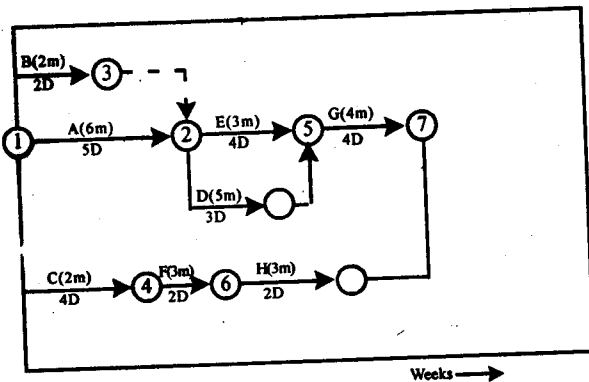 B(2m)
2D
3
1
A(6m)
5D
2
E(3m)
4D
5
G(4m)
4D
7
D(5m)
3D
C(2m)
4D
4
F(3m)
2D
6
H(3m)
2D
Weeks